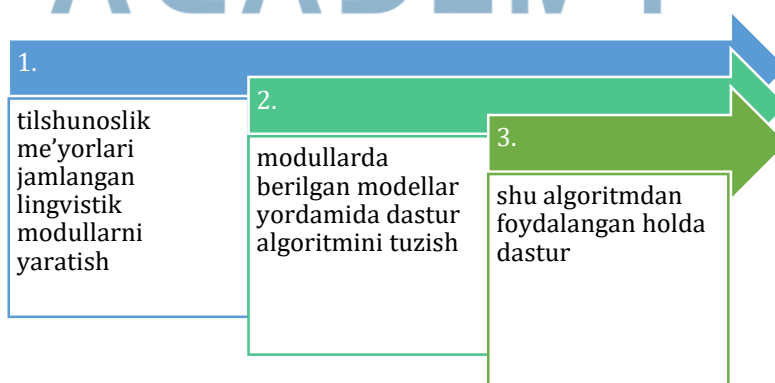 ACADEMY
1.
tilshunoslik
me’yorlari
jamlangan
lingvistik
modullarni
yaratish
2.
modullarda
berilgan modellar
yordamida dastur
algoritmini tuzish
3.
shu algoritmdan
foydalangan holda
dastur